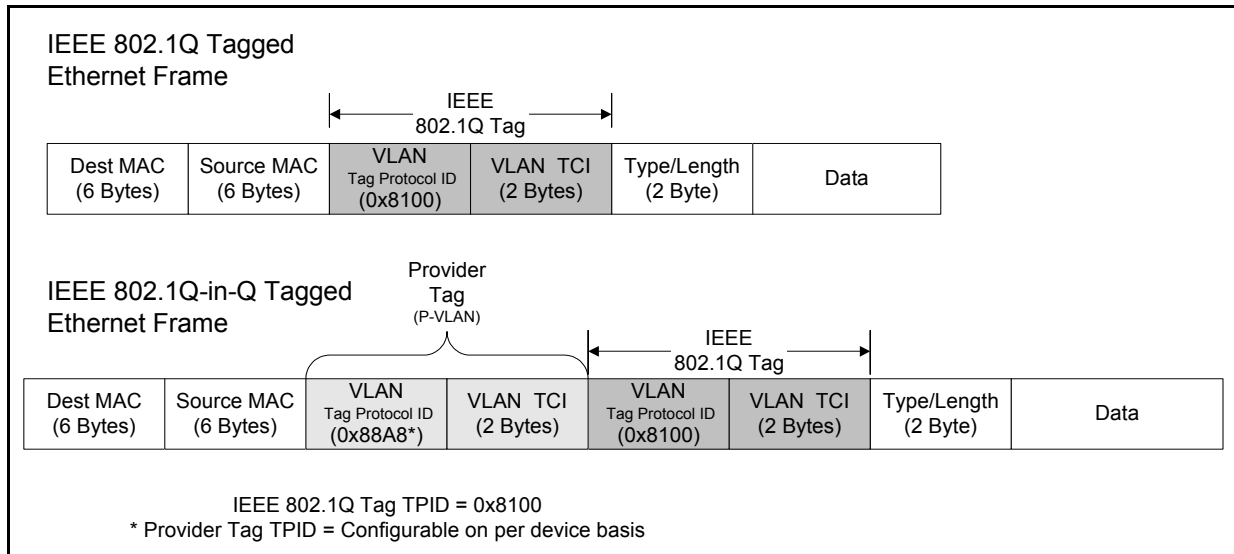 IEEE 802.1Q Tagged
Ethernet Frame
IEEE
802.1Q Tag
Dest MAC
(6 Bytes)
Source MAC
(6 Bytes)
VLAN
Tag Protocol ID
(0x8100)
VLAN TCI
(2 Bytes)
Type/Length
(2 Byte)
Data
IEEE 802.1Q-in-Q Tagged
Ethernet Frame
Provider
Tag
(P-VLAN)
IEEE
802.1Q Tag
Dest MAC
(6 Bytes)
Source MAC
(6 Bytes)
VLAN
Tag Protocol ID
(0x88A8*)
VLAN TCI
(2 Bytes)
VLAN
Tag Protocol ID
(0x8100)
VLAN TCI
(2 Bytes)
Type/Length
(2 Byte)
Data
IEEE 802.1Q Tag TPID = 0x8100
* Provider Tag TPID = Configurable on per device basis